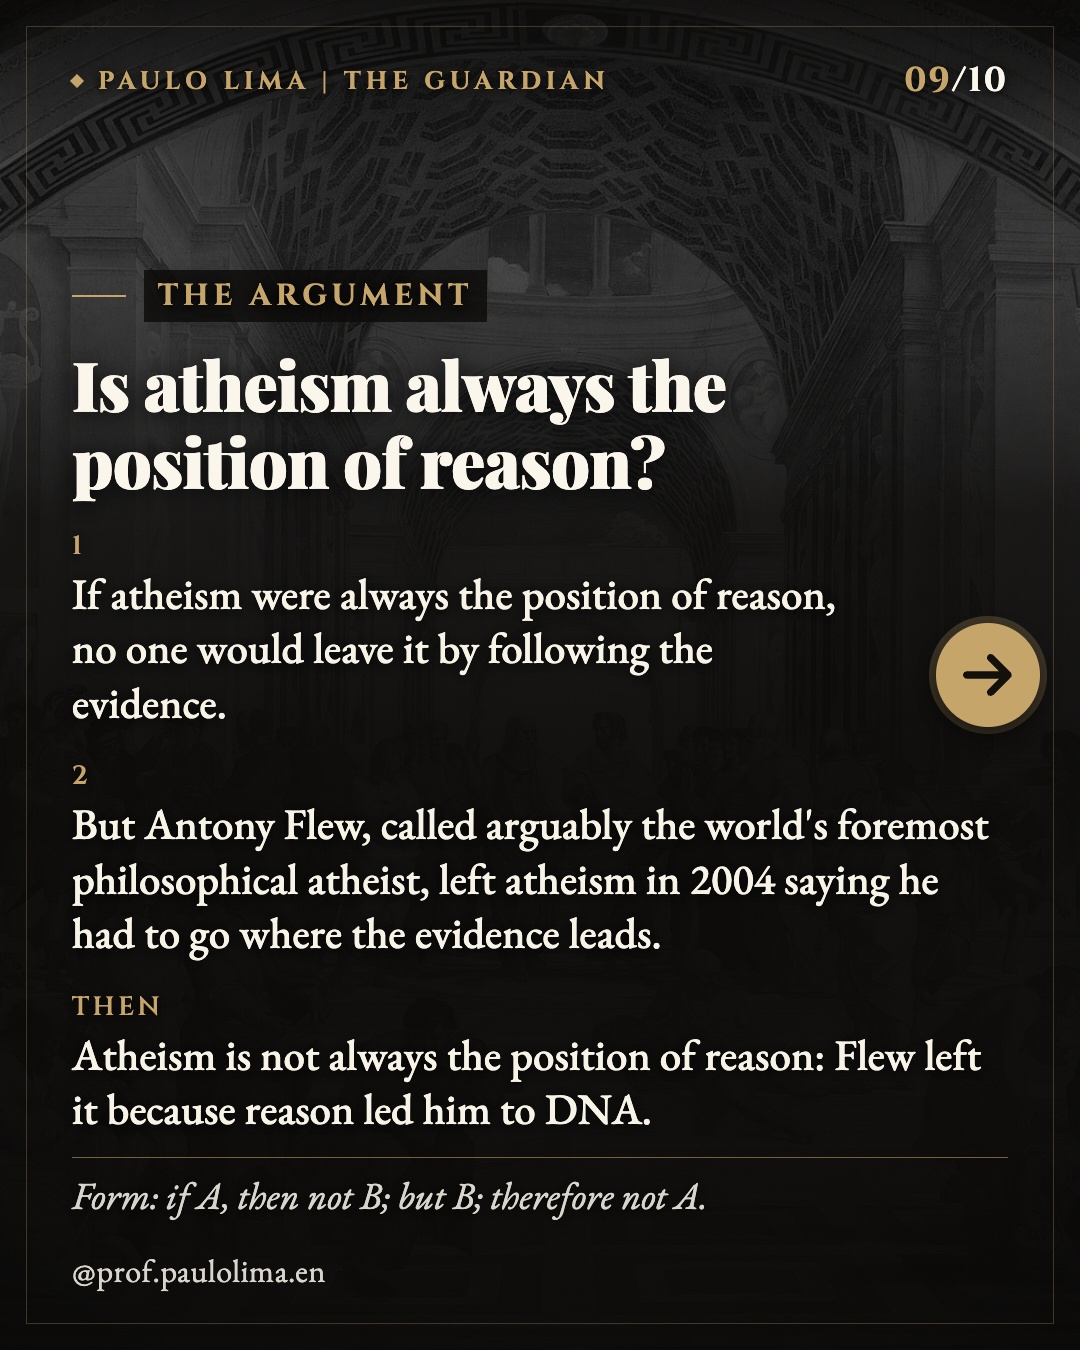 ◆ PAULO LIMA | THE GUARDIAN
09/10
THE ARGUMENT
Is atheism always the
position of reason?
1
If atheism were always the position of reason,
no one would leave it by following the
evidence.
2
But Antony Flew, called arguably the world's foremost
philosophical atheist, left atheism in 2004 saying he
had to go where the evidence leads.
THEN
Atheism is not always the position of reason: Flew left
it because reason led him to DNA.
Form: if A, then not B; but B; therefore not A.
@prof.paulolima.en